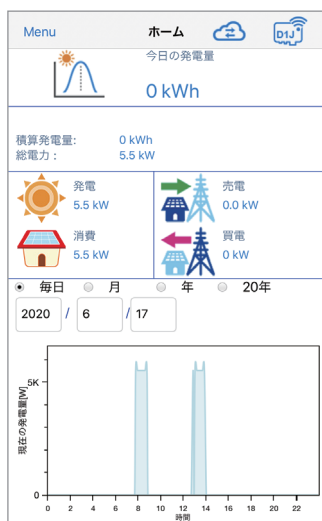 Menu ホーム D1J
今日の発電量
0 kWh
積算発電量: 0 kWh
総電力: 5.5 kW
発電
5.5 kW
売電
0.0 kW
消費
5.5 kW
買電
0 kW
毎日 月 年 20年
2020 / 6 / 17
現在の発電量[W]
5K
0
0 2 4 6 8 10 12 14 16 18 20 22
時間